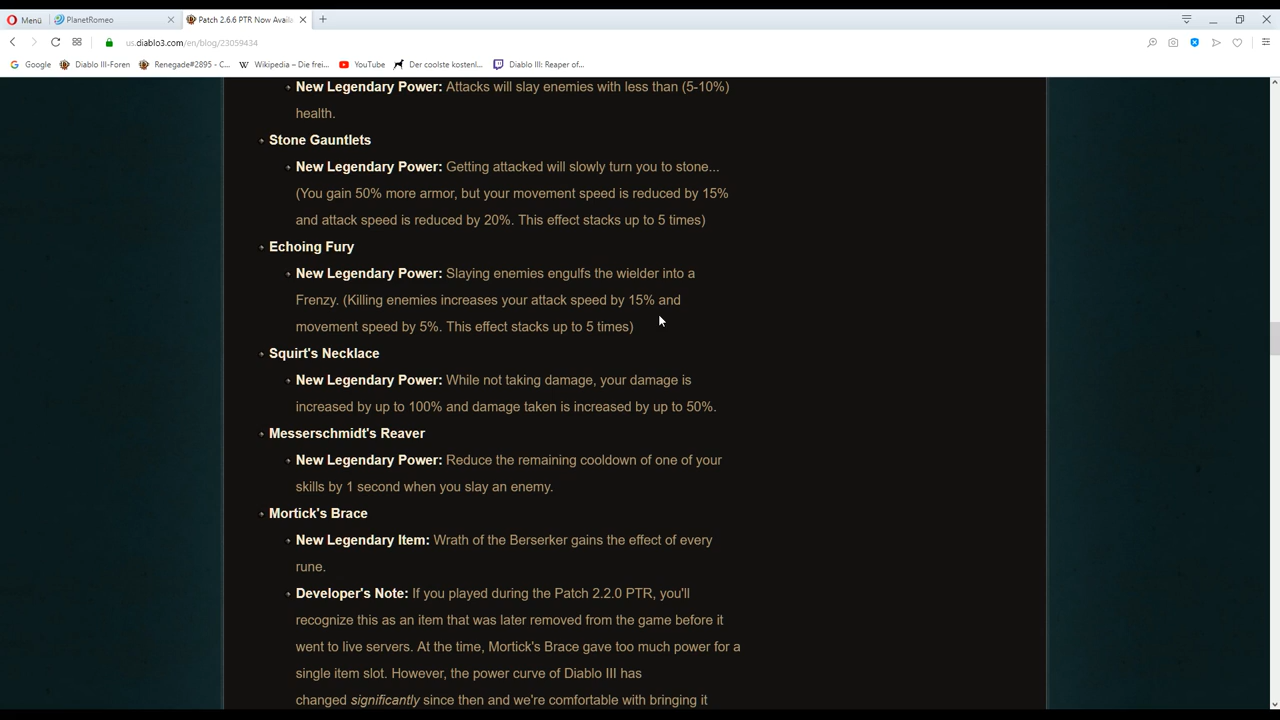 Menü
PlanetRomeo
Patch 2.6.6 PTR Now Availa
us.diablo3.com/en/blog/23059434
Google
Diablo III-Foren
Renegade#2895 - C...
Wikipedia – Die frei...
YouTube
Der coolste kostenl...
Diablo III: Reaper of...
New Legendary Power: Attacks will slay enemies with less than (5-10%)
health.
Stone Gauntlets
New Legendary Power: Getting attacked will slowly turn you to stone...
(You gain 50% more armor, but your movement speed is reduced by 15%
and attack speed is reduced by 20%. This effect stacks up to 5 times)
Echoing Fury
New Legendary Power: Slaying enemies engulfs the wielder into a
Frenzy. (Killing enemies increases your attack speed by 15% and
movement speed by 5%. This effect stacks up to 5 times)
Squirt's Necklace
New Legendary Power: While not taking damage, your damage is
increased by up to 100% and damage taken is increased by up to 50%.
Messerschmidt's Reaver
New Legendary Power: Reduce the remaining cooldown of one of your
skills by 1 second when you slay an enemy.
Mortick's Brace
New Legendary Item: Wrath of the Berserker gains the effect of every
rune.
Developer's Note: If you played during the Patch 2.2.0 PTR, you'll
recognize this as an item that was later removed from the game before it
went to live servers. At the time, Mortick's Brace gave too much power for a
single item slot. However, the power curve of Diablo III has
changed significantly since then and we're comfortable with bringing it